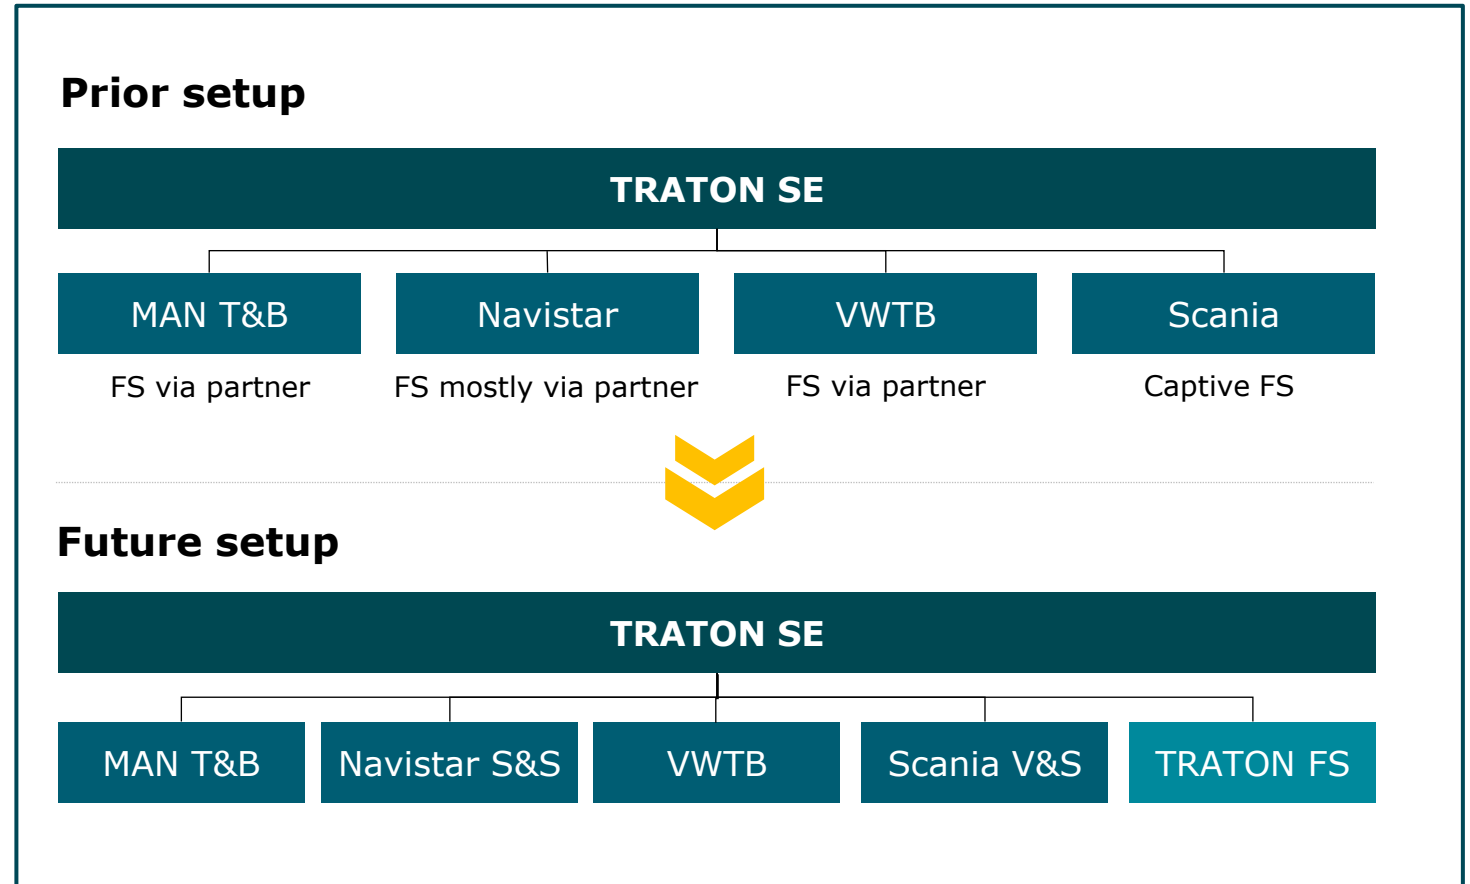 Prior setup
TRATON SE
MAN T&B
Navistar
VWTB
Scania
FS via partner
FS mostly via partner
FS via partner
Captive FS
Future setup
TRATON SE
MAN T&B
Navistar S&S
VWTB
Scania V&S
TRATON FS